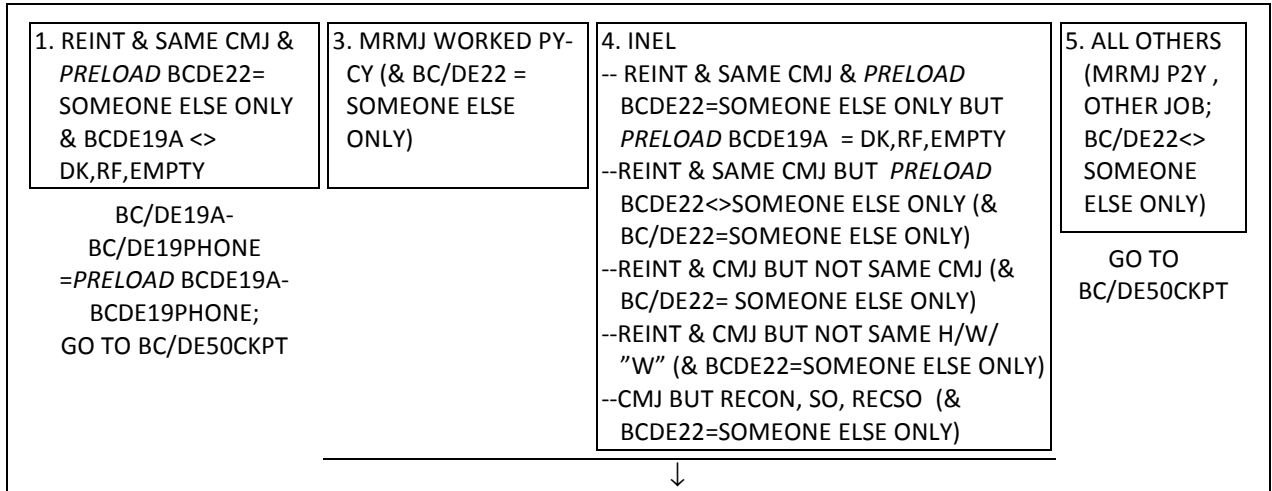 1. REINT & SAME CMJ &
PRELOAD BCDE22=
SOMEONE ELSE ONLY
& BCDE19A <>
DK,RF,EMPTY
BC/DE19A-
BC/DE19PHONE
=PRELOAD BCDE19A-
BCDE19PHONE;
GO TO BC/DE50CKPT
3. MRMJ WORKED PY-
CY (& BC/DE22 =
SOMEONE ELSE
ONLY)
4. INEL
-- REINT & SAME CMJ & PRELOAD
BCDE22=SOMEONE ELSE ONLY BUT
PRELOAD BCDE19A = DK,RF,EMPTY
--REINT & SAME CMJ BUT PRELOAD
BCDE22<>SOMEONE ELSE ONLY (&
BC/DE22=SOMEONE ELSE ONLY)
--REINT & CMJ BUT NOT SAME CMJ (&
BC/DE22= SOMEONE ELSE ONLY)
--REINT & CMJ BUT NOT SAME H/W/
”W” (& BCDE22=SOMEONE ELSE ONLY)
--CMJ BUT RECON, SO, RECSO (&
BCDE22=SOMEONE ELSE ONLY)
5. ALL OTHERS
(MRMJ P2Y ,
OTHER JOB;
BC/DE22<>
SOMEONE
ELSE ONLY)
GO TO
BC/DE50CKPT
↓